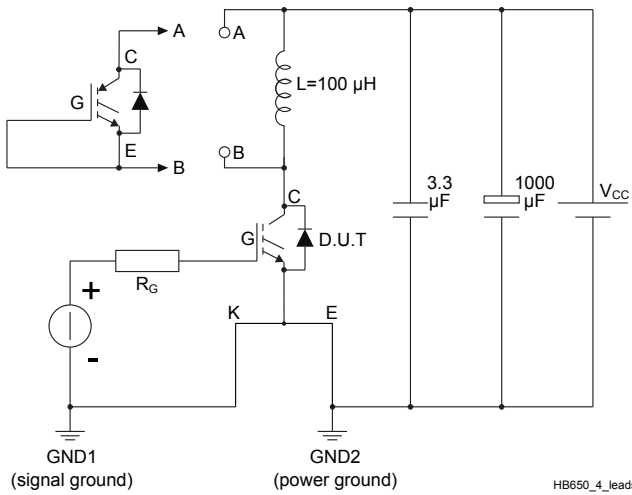 A
A
C
L=100 μH
G
E
B
B
C
3.3
μF
1000
μF
VCC
G
D.U.T
RG
+
K
E
-
GND1
(signal ground)
GND2
(power ground)